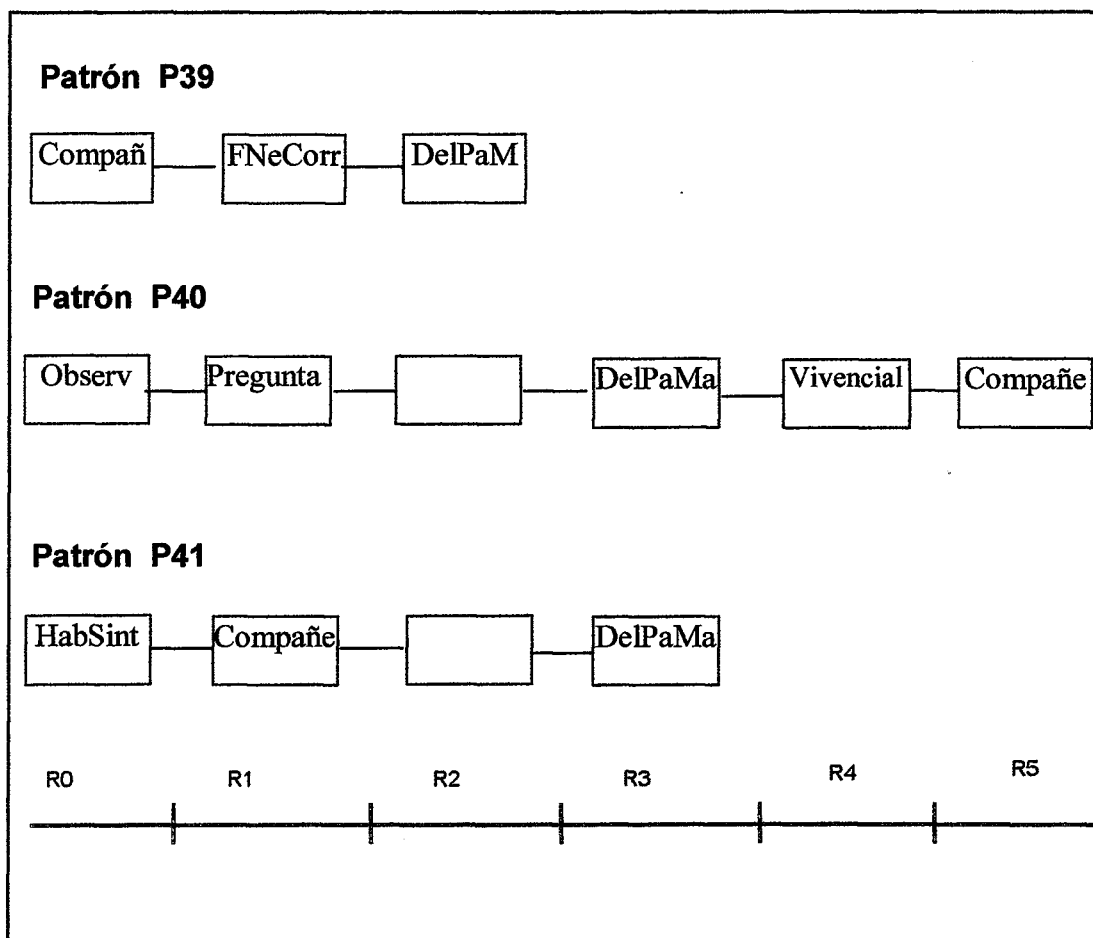 Patrón P39
Compañ FNeCorr DelPaM
Patrón P40
Observ Pregunta DelPaMa Vivencial Compañe
Patrón P41
HabSint Compañe DelPaMa
R0 R1 R2 R3 R4 R5